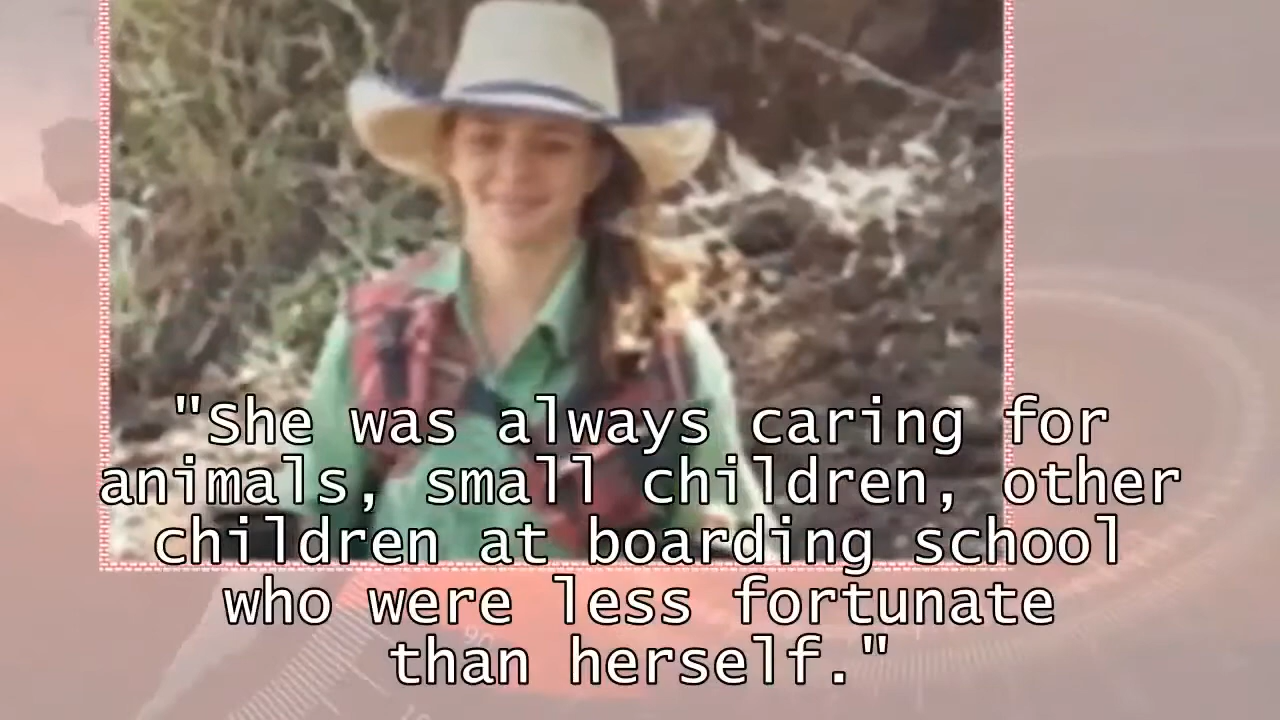 "She was always caring for
animals, small children, other
children at boarding school
who were less fortunate
than herself."
90